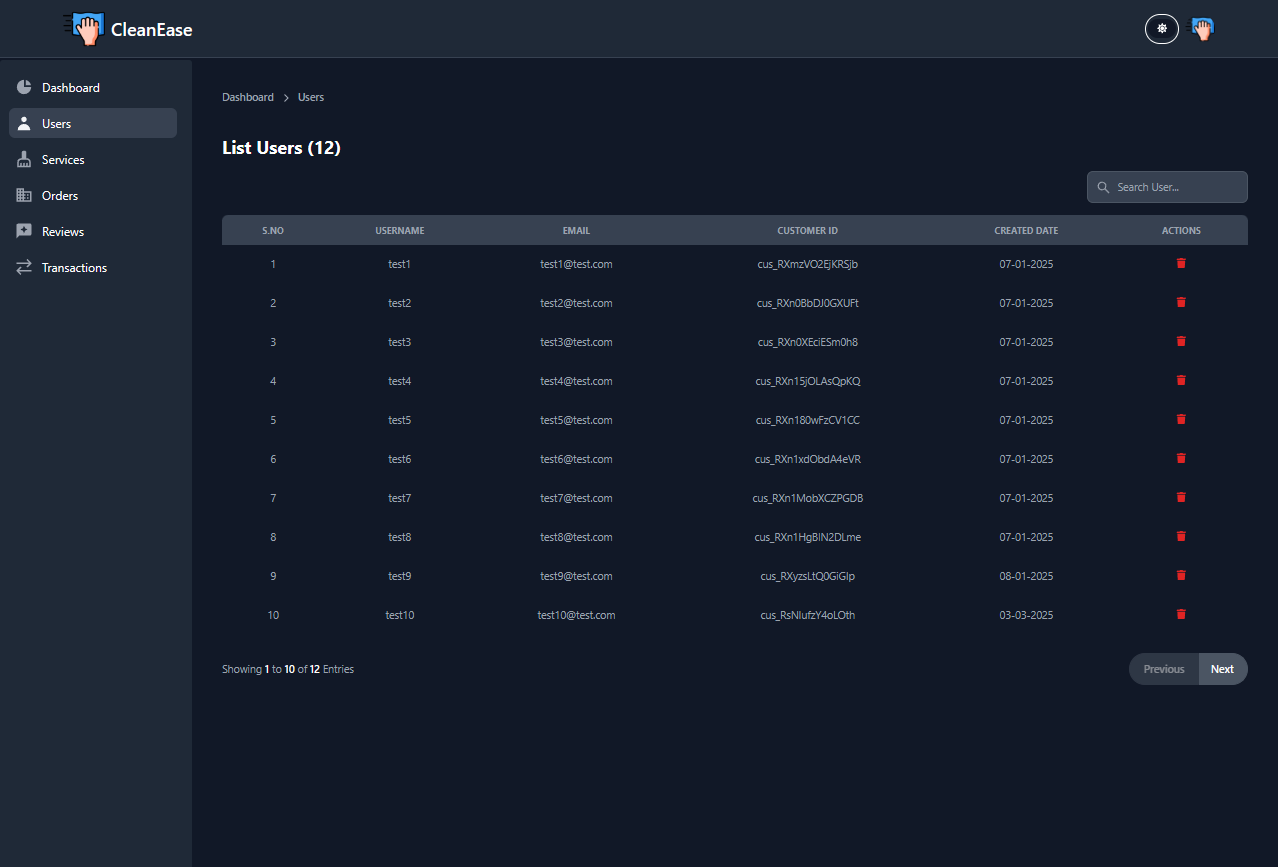 CleanEase
Dashboard
Users
Services
Orders
Reviews
Transactions
Dashboard > Users
List Users (12)
Search User...
S.NO USERNAME EMAIL CUSTOMER ID CREATED DATE ACTIONS
1 test1 test1@test.com cus_RXmzVO2EjKRSjb 07-01-2025
2 test2 test2@test.com cus_RXn0BbDJ0GXUFt 07-01-2025
3 test3 test3@test.com cus_RXn0XEciESm0h8 07-01-2025
4 test4 test4@test.com cus_RXn15jOLAsQpKQ 07-01-2025
5 test5 test5@test.com cus_RXn180wFzCV1CC 07-01-2025
6 test6 test6@test.com cus_RXn1xdObdA4eVR 07-01-2025
7 test7 test7@test.com cus_RXn1MobXCZPGDB 07-01-2025
8 test8 test8@test.com cus_RXn1HgBIN2DLme 07-01-2025
9 test9 test9@test.com cus_RXyzsLtQ0GiGIp 08-01-2025
10 test10 test10@test.com cus_RsNIufzY4oLOth 03-03-2025
Showing 1 to 10 of 12 Entries
Previous Next